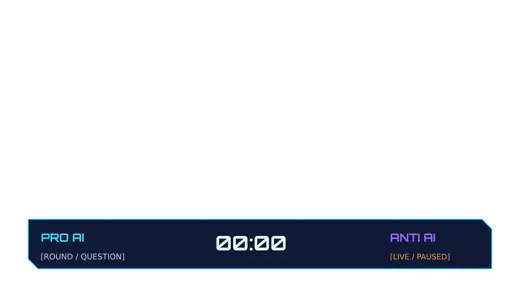 PRO AI
[ROUND / QUESTION]
00:00
ANTI AI
[LIVE / PAUSED]